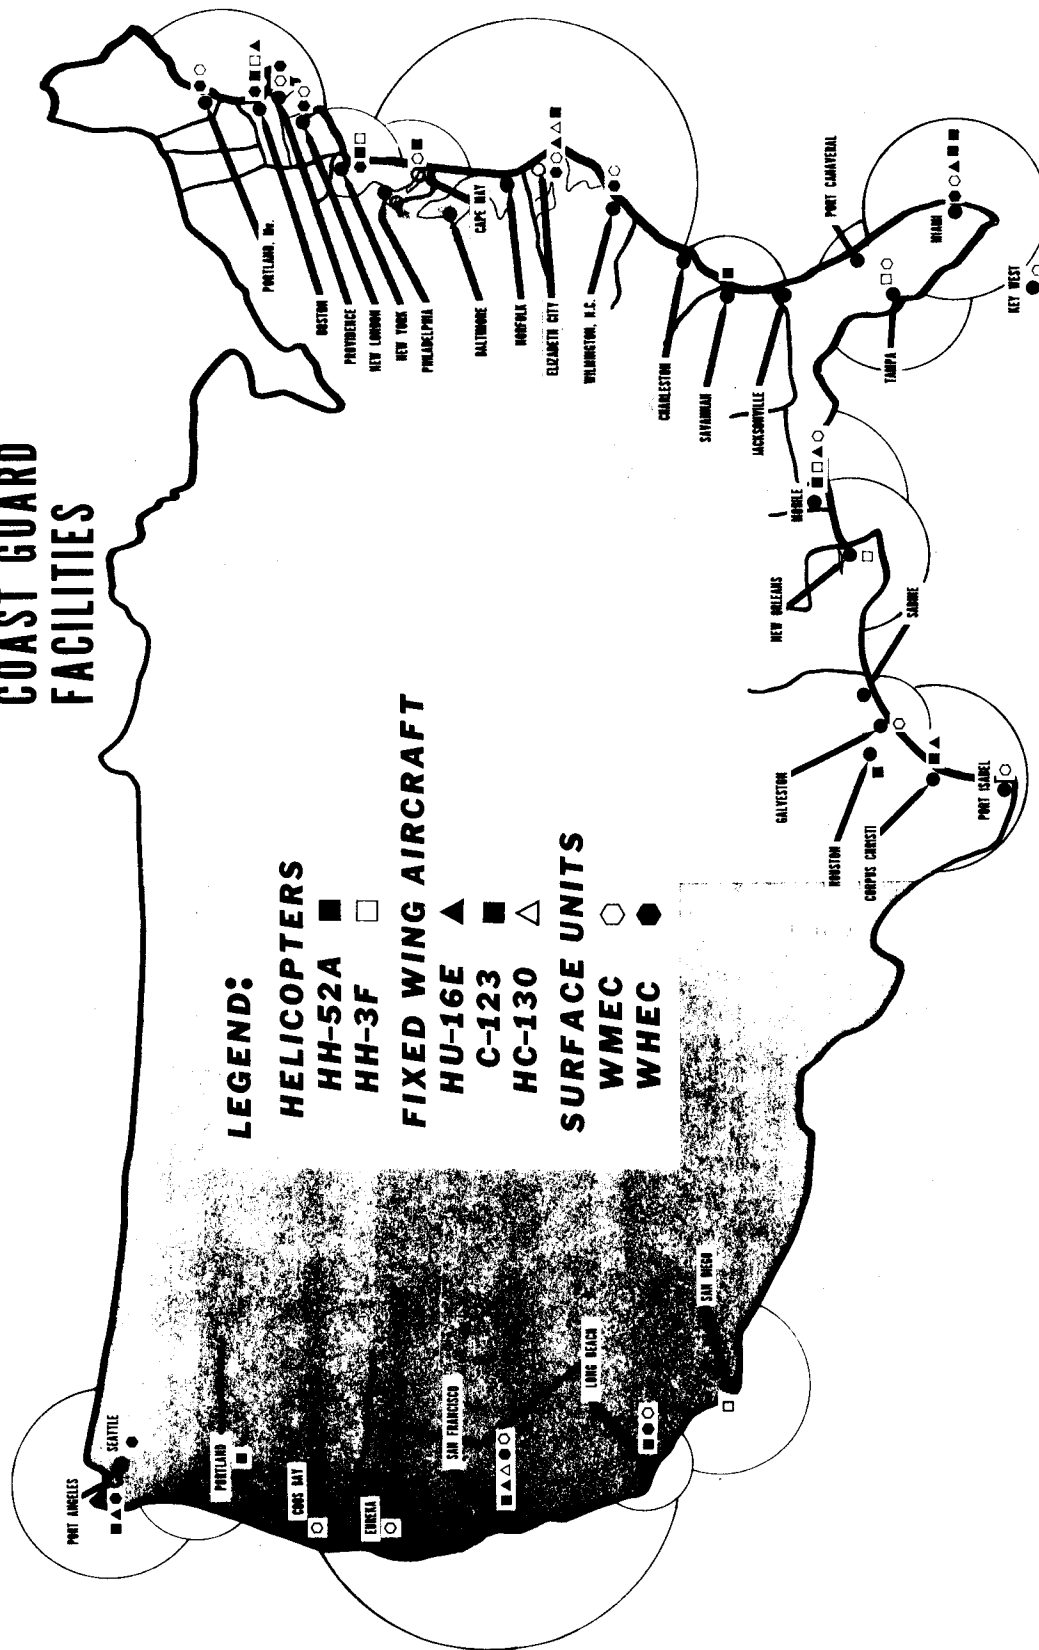 COAST GUARD
FACILITIES
LEGEND:
HELICOPTERS
HH-52A
HH-3F
FIXED WING AIRCRAFT
HU-16E
C-123
HC-130
SURFACE UNITS
WMEC
WHEC
PORT ANGELES
SEATTLE
PORTLAND
COOS BAY
EUREKA
SAN FRANCISCO
LONG BEACH
SAN DIEGO
PORT ISABEL
CORPUS CHRISTI
HOUSTON
GALVESTON
SABINE
NEW ORLEANS
MOBILE
TAMPA
KEY WEST
MIAMI
PORT CANAVERAL
JACKSONVILLE
SAVANNAH
CHARLESTON
WILMINGTON, N.C.
ELIZABETH CITY
NORFOLK
BALTIMORE
CAPE MAY
PHILADELPHIA
NEW YORK
NEW LONDON
PROVIDENCE
BOSTON
PORTLAND, Me.